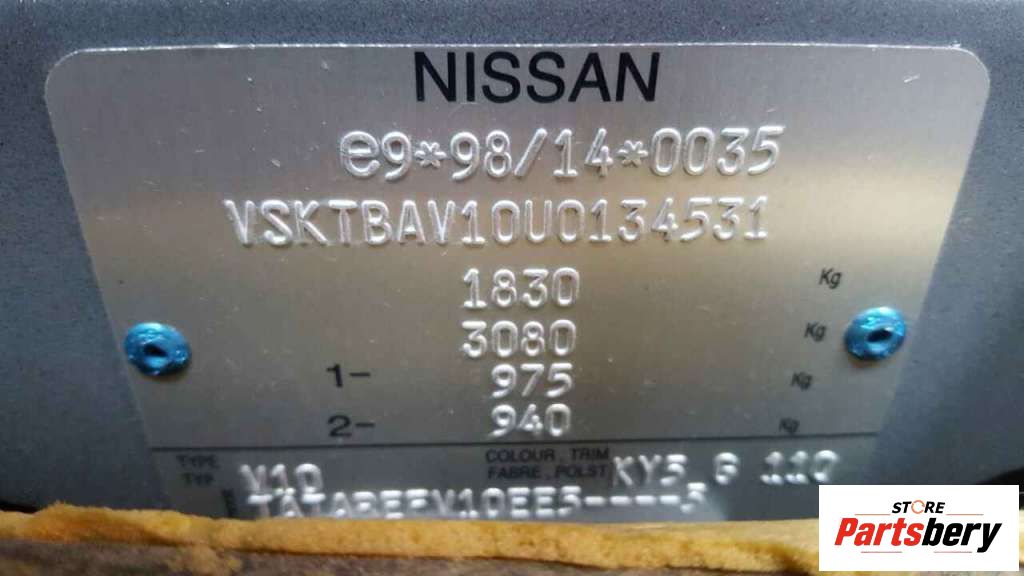 NISSAN
e9*98/14*0035
VSKTBAV10U0134531
1830 Kg
3080 Kg
1- 975 Kg
2- 940 Kg
TYPE COLOUR, TRIM
TYP V10 FABRE, POLST KY5, G 110
STORE
Partsbery